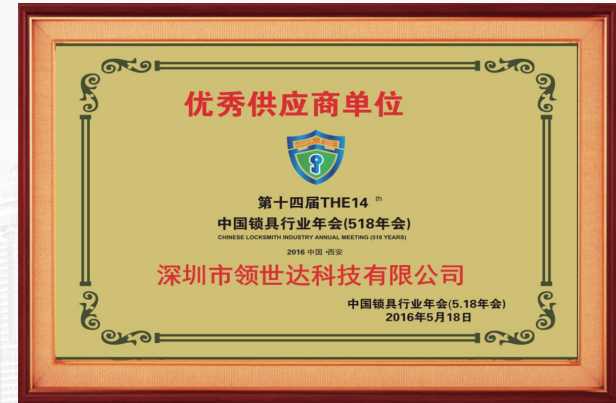 优秀供应商单位
第十四届THE14 th
中国锁具行业年会(518年会)
CHINESE LOCKSMITH INDUSTRY ANNUAL MEETING (518 YEARS)
2016 中国·西安
深圳市领世达科技有限公司
中国锁具行业年会(5.18年会)
2016年5月18日